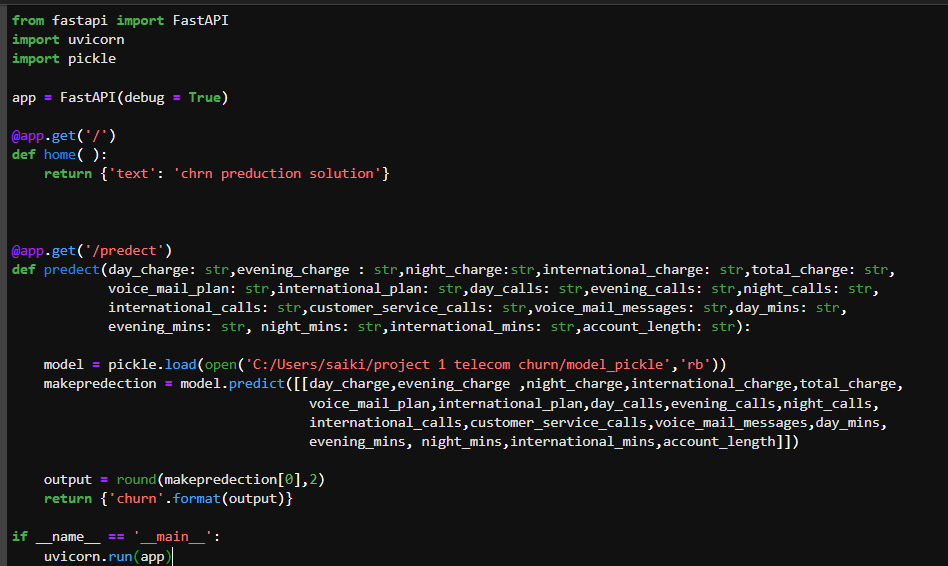 from fastapi import FastAPI
import uvicorn
import pickle
app = FastAPI(debug = True)
@app.get('/')
def home( ):
    return {'text': 'chrn preduction solution'}
@app.get('/predect')
def predect(day_charge: str,evening_charge : str,night_charge:str,international_charge: str,total_charge: str,
            voice_mail_plan: str,international_plan: str,day_calls: str,evening_calls: str,night_calls: str,
            international_calls: str,customer_service_calls: str,voice_mail_messages: str,day_mins: str,
            evening_mins: str, night_mins: str,international_mins: str,account_length: str):
    model = pickle.load(open('C:/Users/saiki/project 1 telecom churn/model_pickle','rb'))
    makepredection = model.predict([[day_charge,evening_charge ,night_charge,international_charge,total_charge,
                                     voice_mail_plan,international_plan,day_calls,evening_calls,night_calls,
                                     international_calls,customer_service_calls,voice_mail_messages,day_mins,
                                     evening_mins, night_mins,international_mins,account_length]])
    output = round(makepredection[0],2)
    return {'churn'.format(output)}
if __name__ == '__main__':
    uvicorn.run(app)